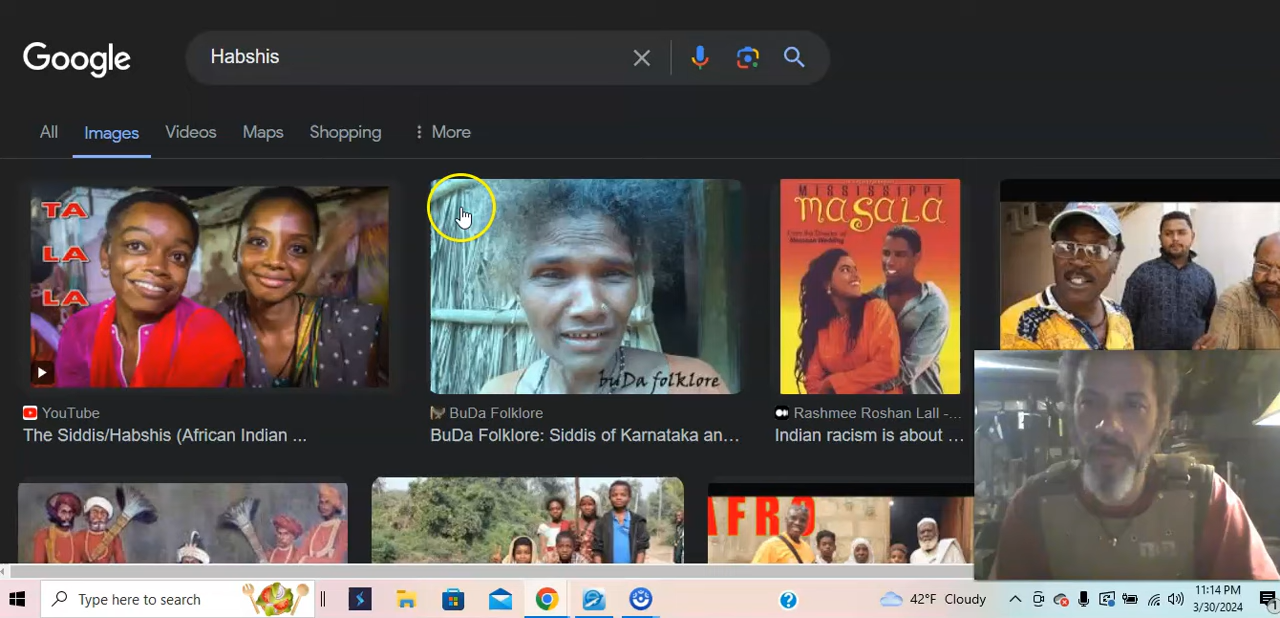 Google
Habshis
All
Images
Videos
Maps
Shopping
More
TA
LA
LA
buDa folklore
MISSISSIPPI
masala
YouTube
The Siddis/Habshis (African Indian ...
BuDa Folklore
BuDa Folklore: Siddis of Karnataka an...
Rashmee Roshan Lall -...
Indian racism is about ...
AFRO
Type here to search
42°F Cloudy
11:14 PM
3/30/2024